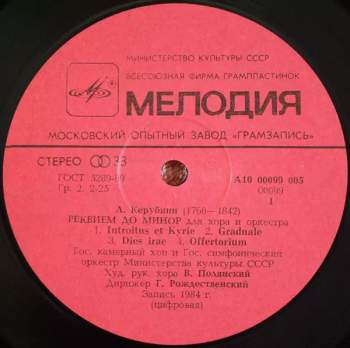 МИНИСТЕРСТВО КУЛЬТУРЫ СССР
ВСЕСОЮЗНАЯ ФИРМА ГРАМПЛАСТИНОК
МЕЛОДИЯ
МОСКОВСКИЙ ОПЫТНЫЙ ЗАВОД «ГРАМЗАПИСЬ»
СТЕРЕО 33
ГОСТ 5289-80
Гр. 2. 2-25
А10 00099 005
00099
1
Л. Керубини (1760—1842)
РЕКВИЕМ ДО МИНОР для хора и оркестра
1. Introitus et Kyrie 2. Graduale
3. Dies irae 4. Offertorium
Гос. камерный хор и Гос. симфонический
оркестр Министерства культуры СССР
Худ. рук. хора В. Полянский
Дирижер Г. Рождественский
Запись 1984 г.
(цифровая)